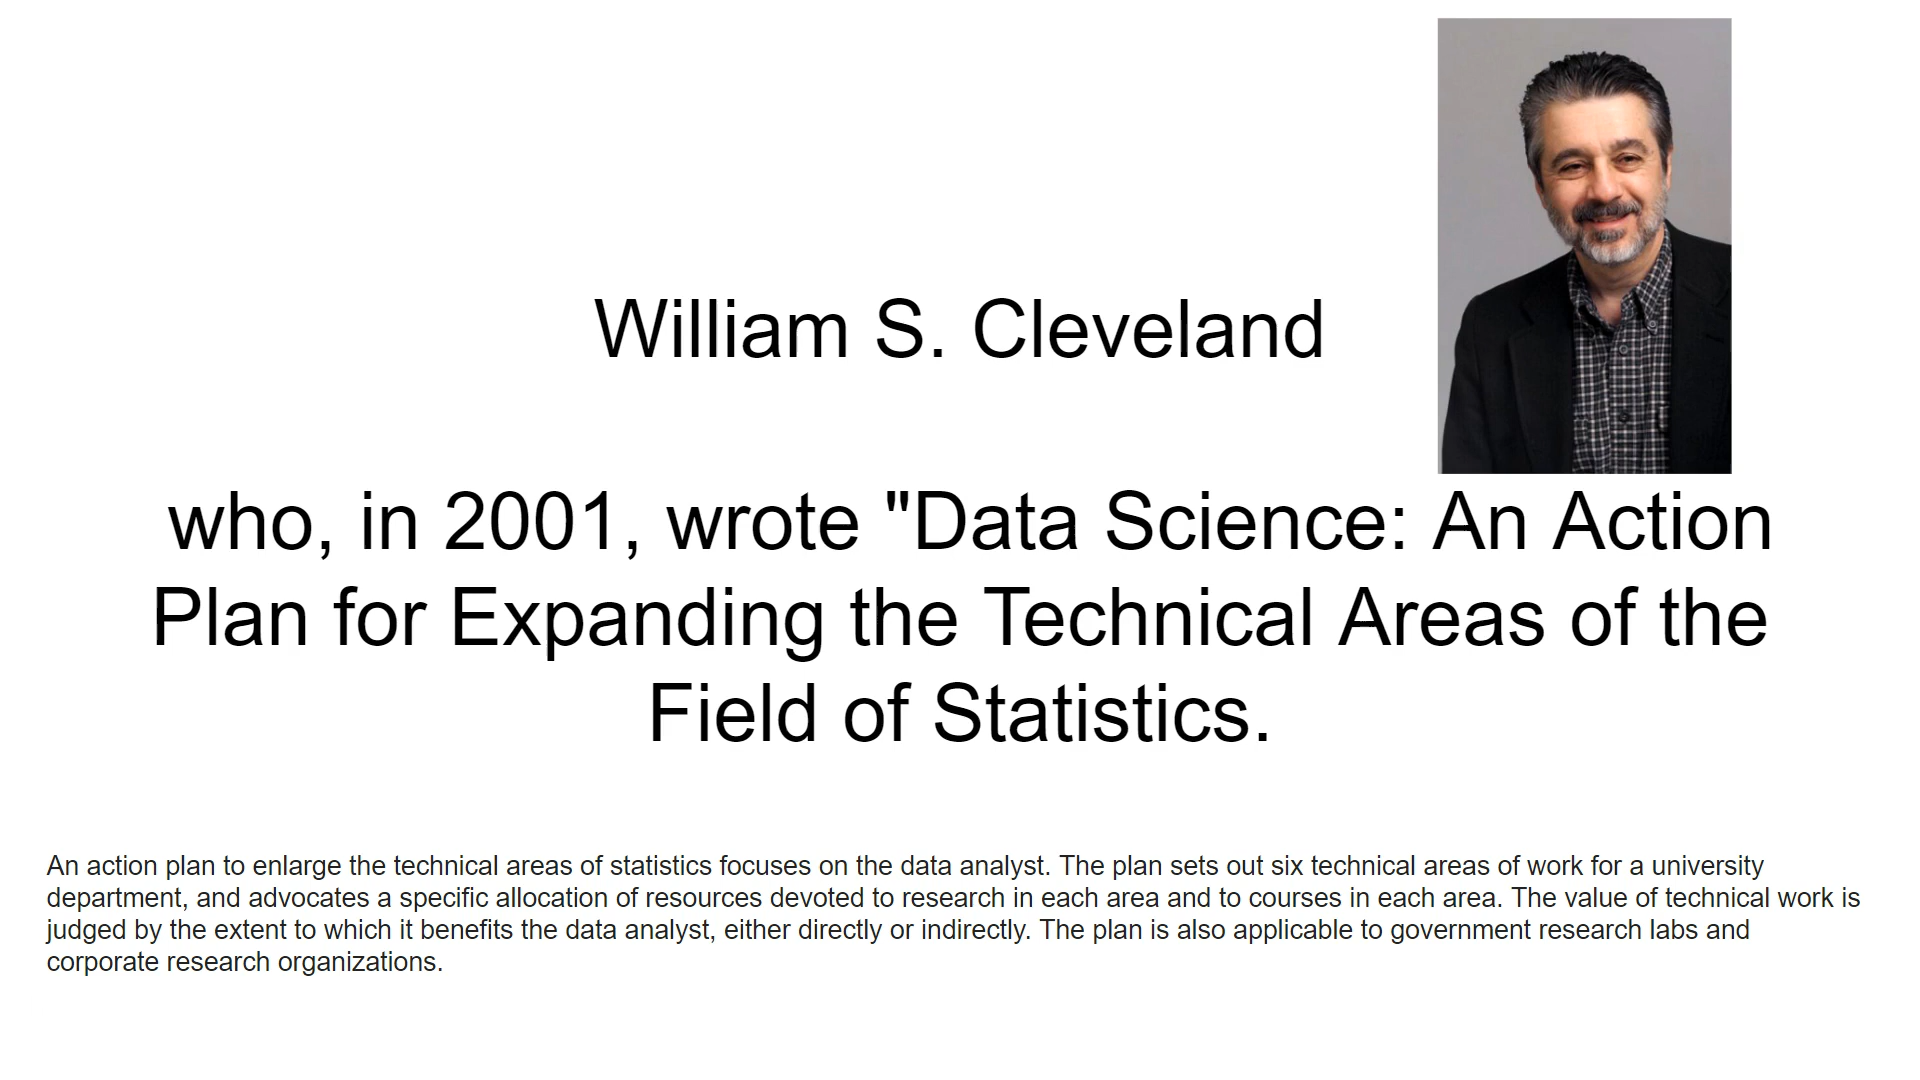 William S. Cleveland
who, in 2001, wrote "Data Science: An Action
Plan for Expanding the Technical Areas of the
Field of Statistics.
An action plan to enlarge the technical areas of statistics focuses on the data analyst. The plan sets out six technical areas of work for a university
department, and advocates a specific allocation of resources devoted to research in each area and to courses in each area. The value of technical work is
judged by the extent to which it benefits the data analyst, either directly or indirectly. The plan is also applicable to government research labs and
corporate research organizations.